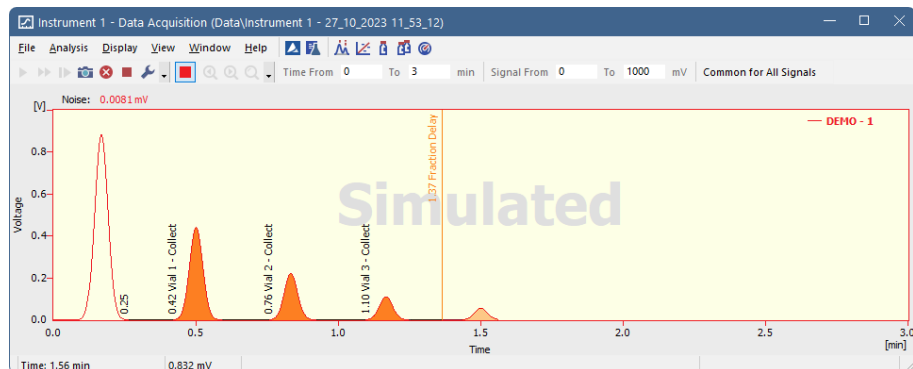 Instrument 1 - Data Acquisition (Data\Instrument 1 - 27_10_2023 11_53_12)
File Analysis Display View Window Help
Time From 0 To 3 min Signal From 0 To 1000 mV Common for All Signals
Noise: 0.0081 mV
[V]
DEMO - 1
0.8
0.6
0.4
0.2
0.0
Voltage
0.25
0.42 Vial 1 - Collect
0.76 Vial 2 - Collect
1.10 Vial 3 - Collect
1.37 Fraction Delay
Simulated
0.0 0.5 1.0 1.5 2.0 2.5 3.0
Time
[min]
Time: 1.56 min 0.832 mV